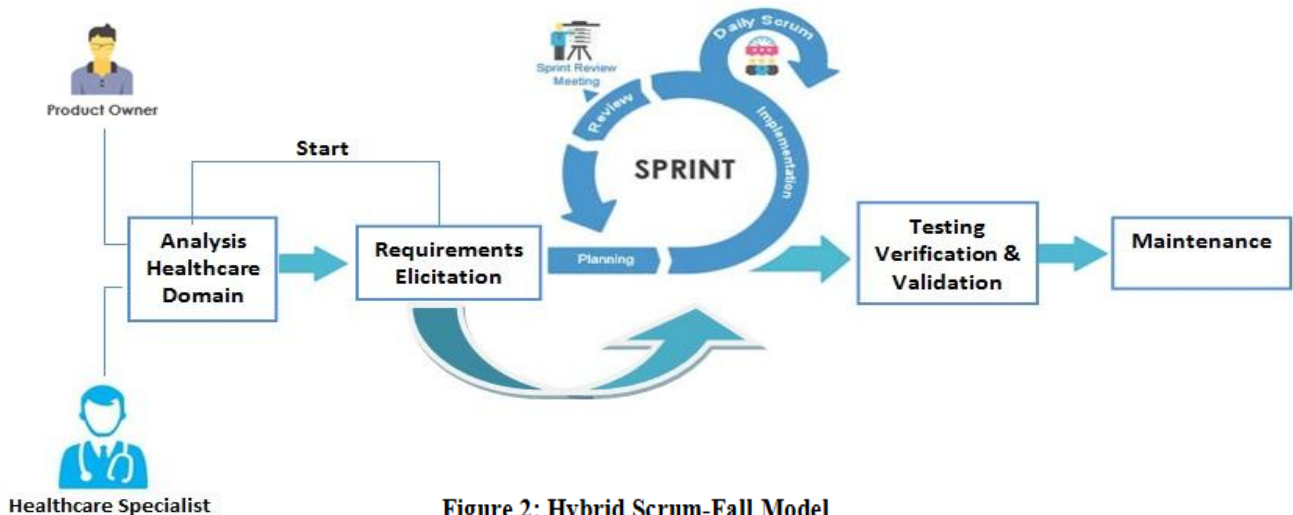 Product Owner
Start
Analysis
Healthcare
Domain
Requirements
Elicitation
Sprint Review
Meeting
Review
Daily Scrum
SPRINT
Implementation
Planning
Testing
Verification &
Validation
Maintenance
Healthcare Specialist
Figure 2: Hybrid Scrum-Fall Model